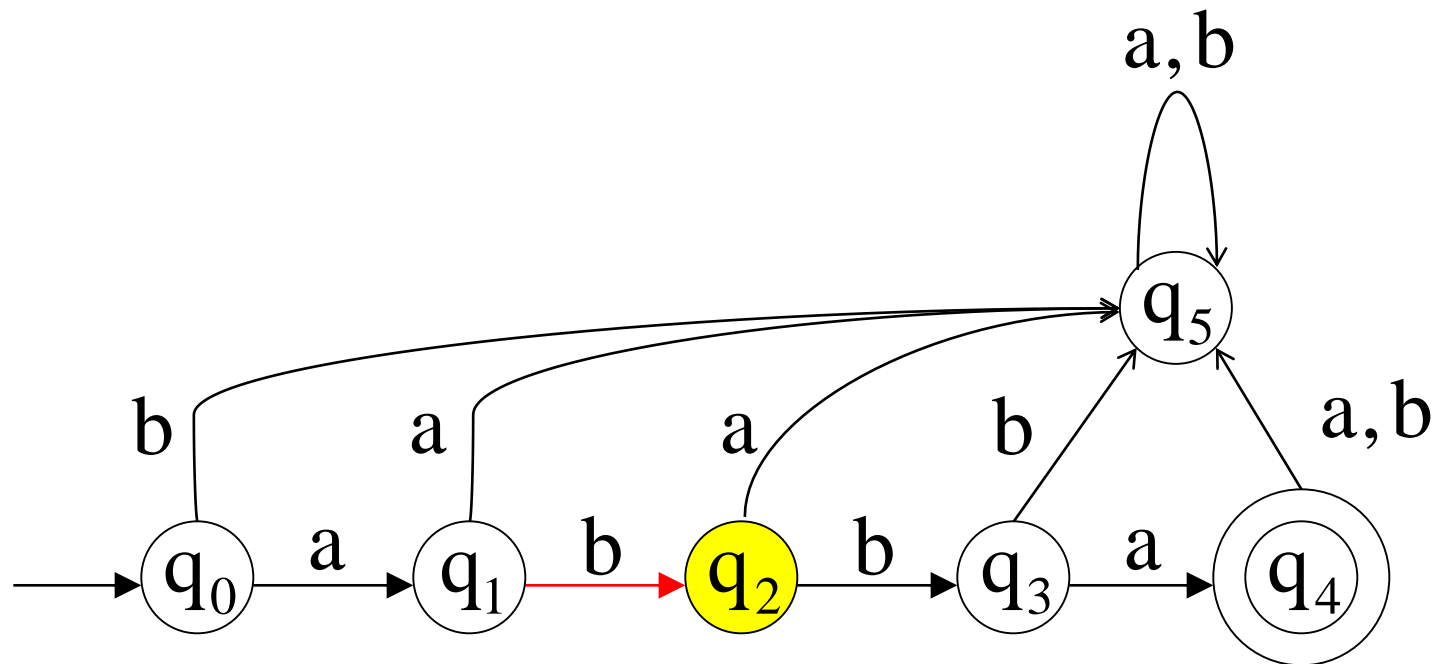 a, b
q₅
b a a b a, b
a b b a
q₀ q₁ q₂ q₃ q₄